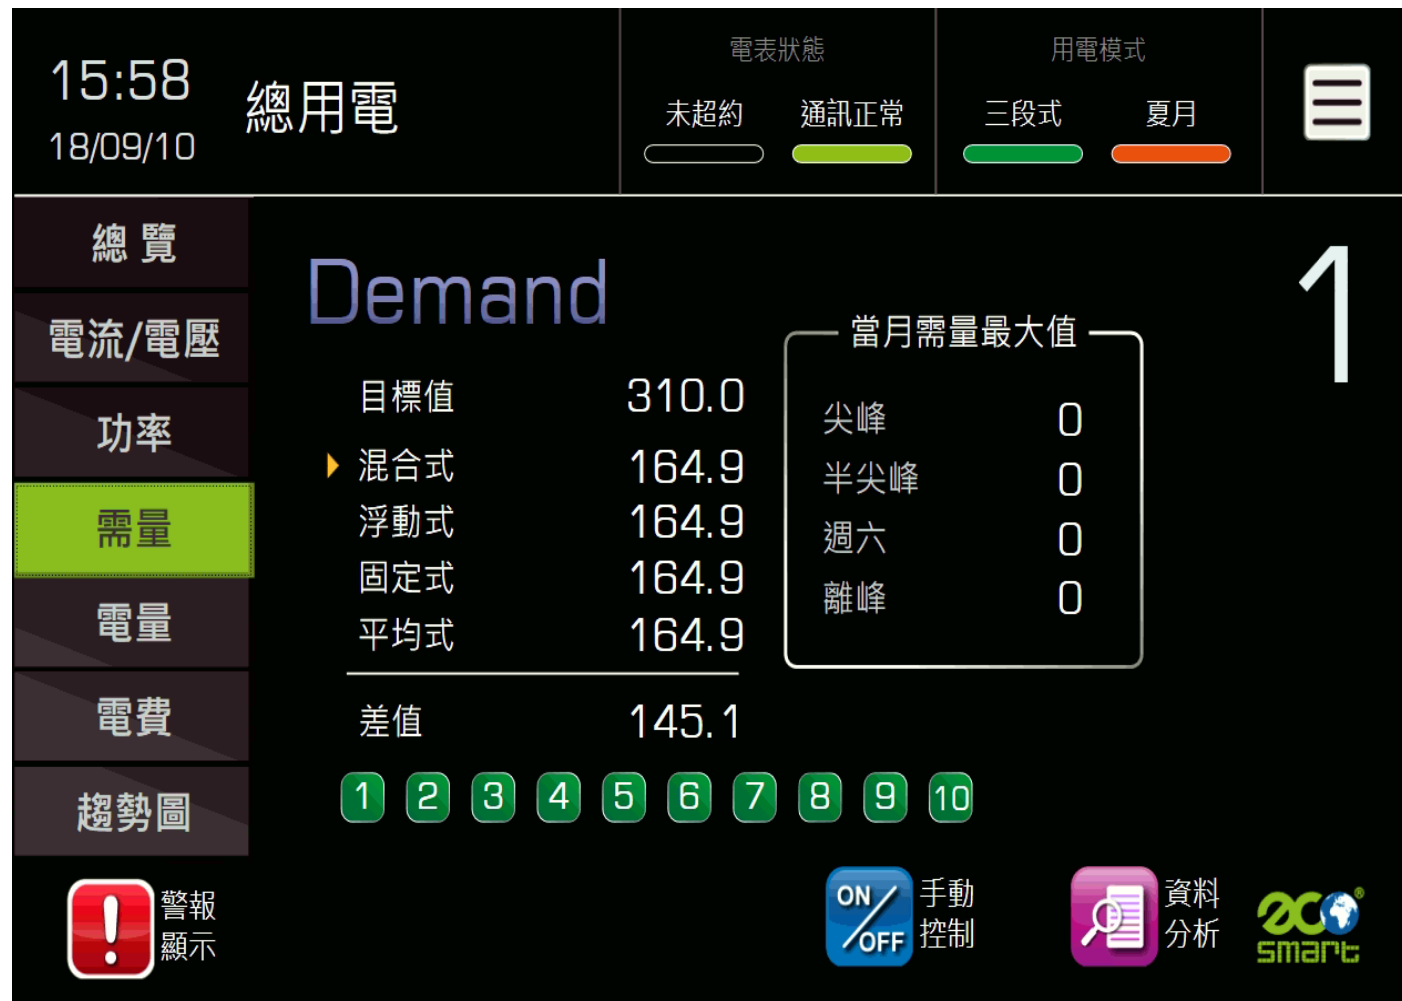 15:58
18/09/10
總用電
電表狀態
未超約 通訊正常
用電模式
三段式 夏月
總 覽
電流/電壓
功率
需量
電量
電費
趨勢圖
Demand
1
目標值 310.0
混合式 164.9
浮動式 164.9
固定式 164.9
平均式 164.9
差值 145.1
當月需量最大值
尖峰 0
半尖峰 0
週六 0
離峰 0
1 2 3 4 5 6 7 8 9 10
警報
顯示
ON/OFF
手動
控制
資料
分析
eco®
smart